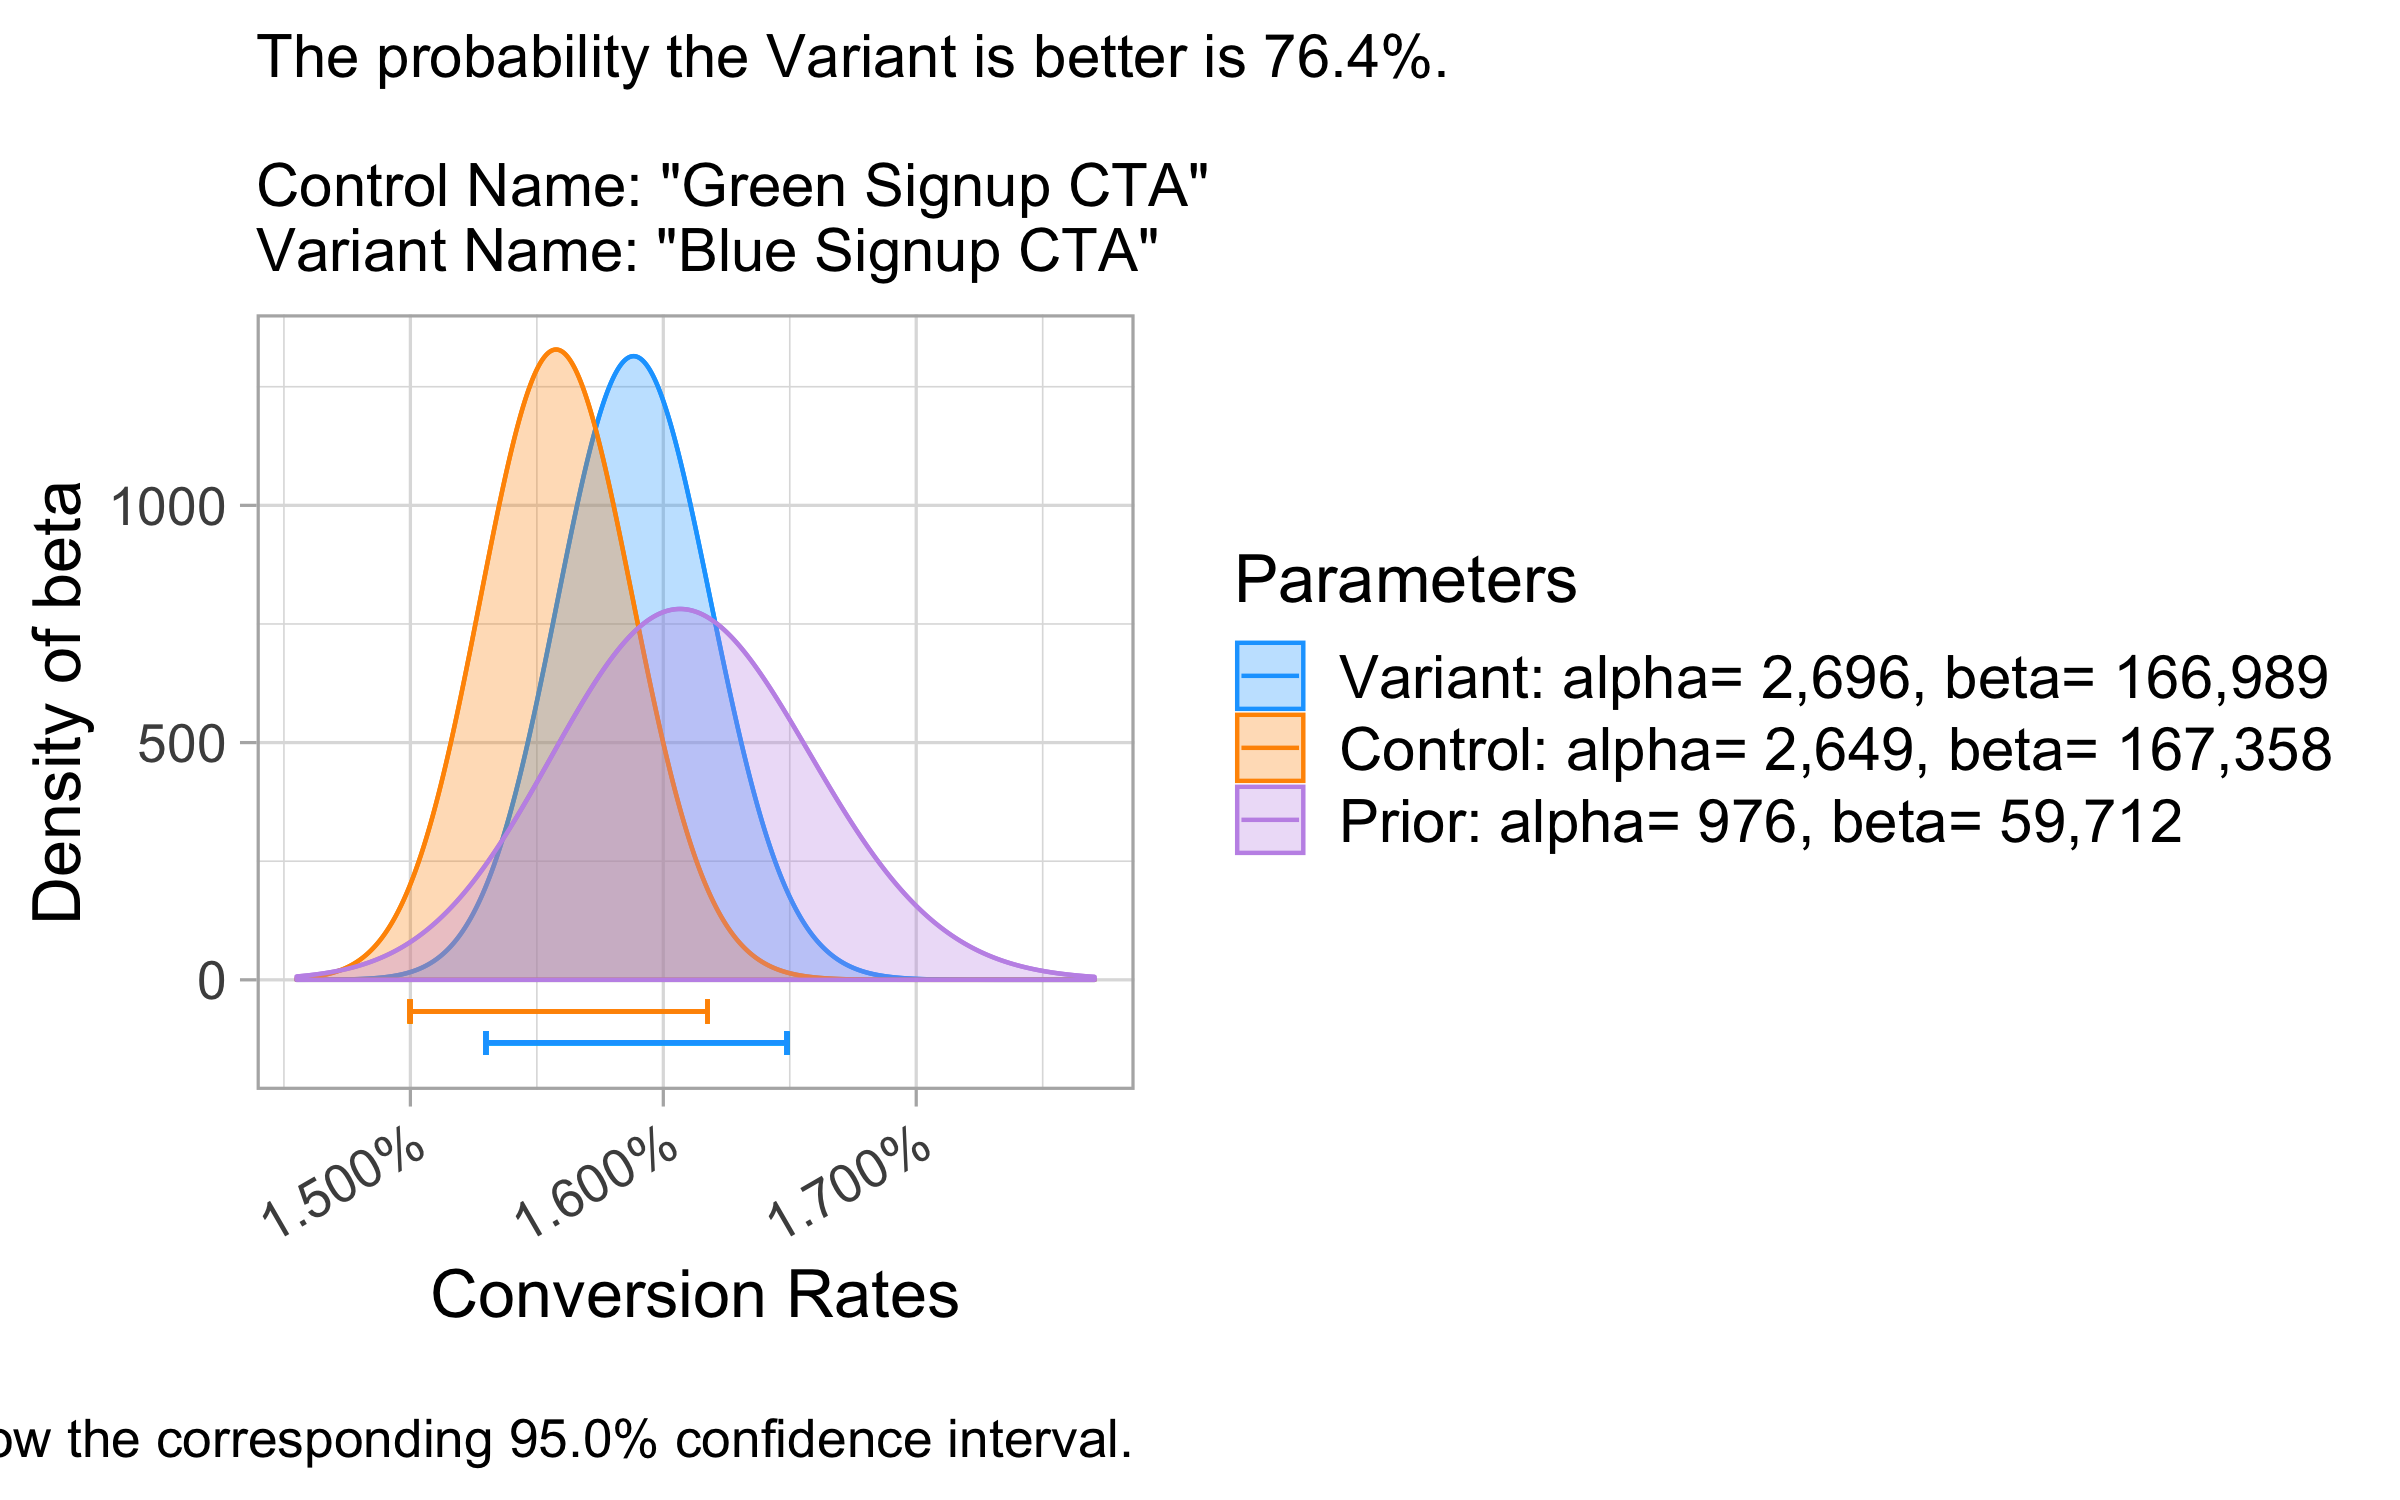 The probability the Variant is better is 76.4%.
Control Name: "Green Signup CTA"
Variant Name: "Blue Signup CTA"
Density of beta
1000
500
0
1.500%
1.600%
1.700%
Conversion Rates
Parameters
Variant: alpha= 2,696, beta= 166,989
Control: alpha= 2,649, beta= 167,358
Prior: alpha= 976, beta= 59,712
the corresponding 95.0% confidence interval.